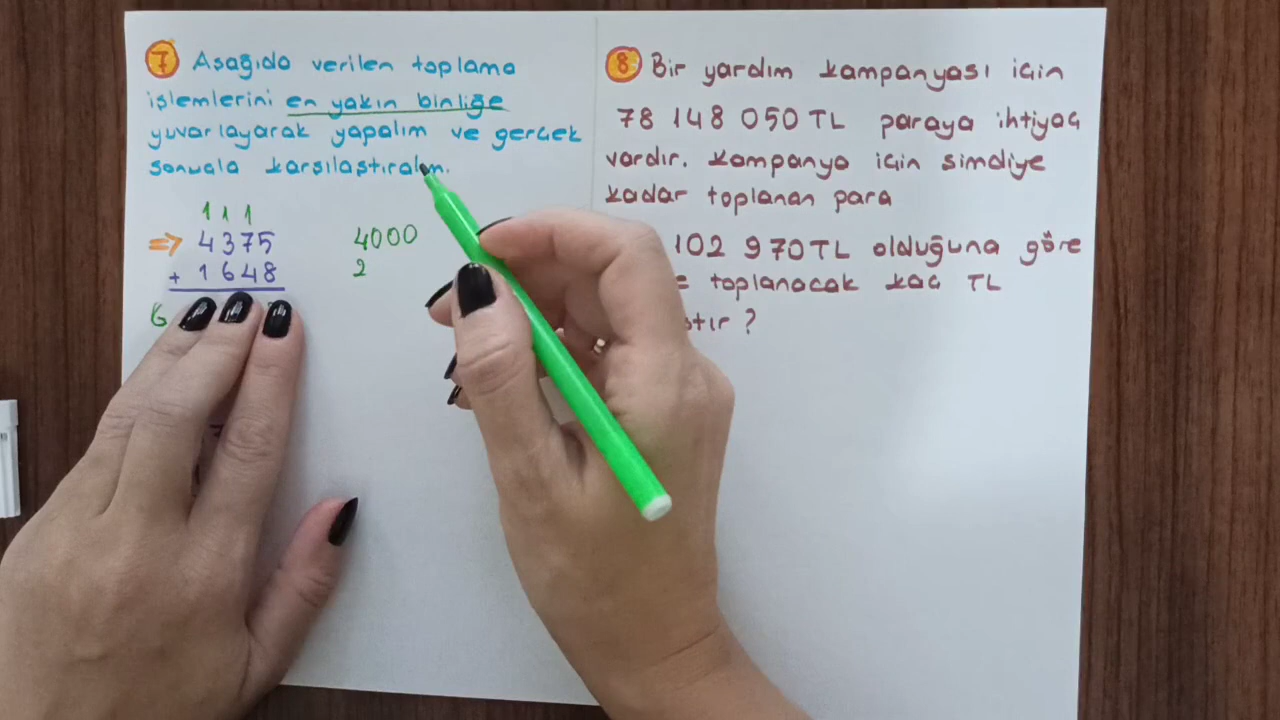 7 Aşağıda verilen toplama
işlemlerini en yakın binliğe
yuvarlayarak yapalım ve gerçek
sonuçla karşılaştıralım.
1 1 1
⇒ 4375
+ 1648
6
4000
2
8 Bir yardım kampanyası için
78 148 050 TL paraya ihtiyaç
vardır. Kampanya için şimdiye
kadar toplanan para
102 970 TL olduğuna göre
toplanacak kaç TL
?